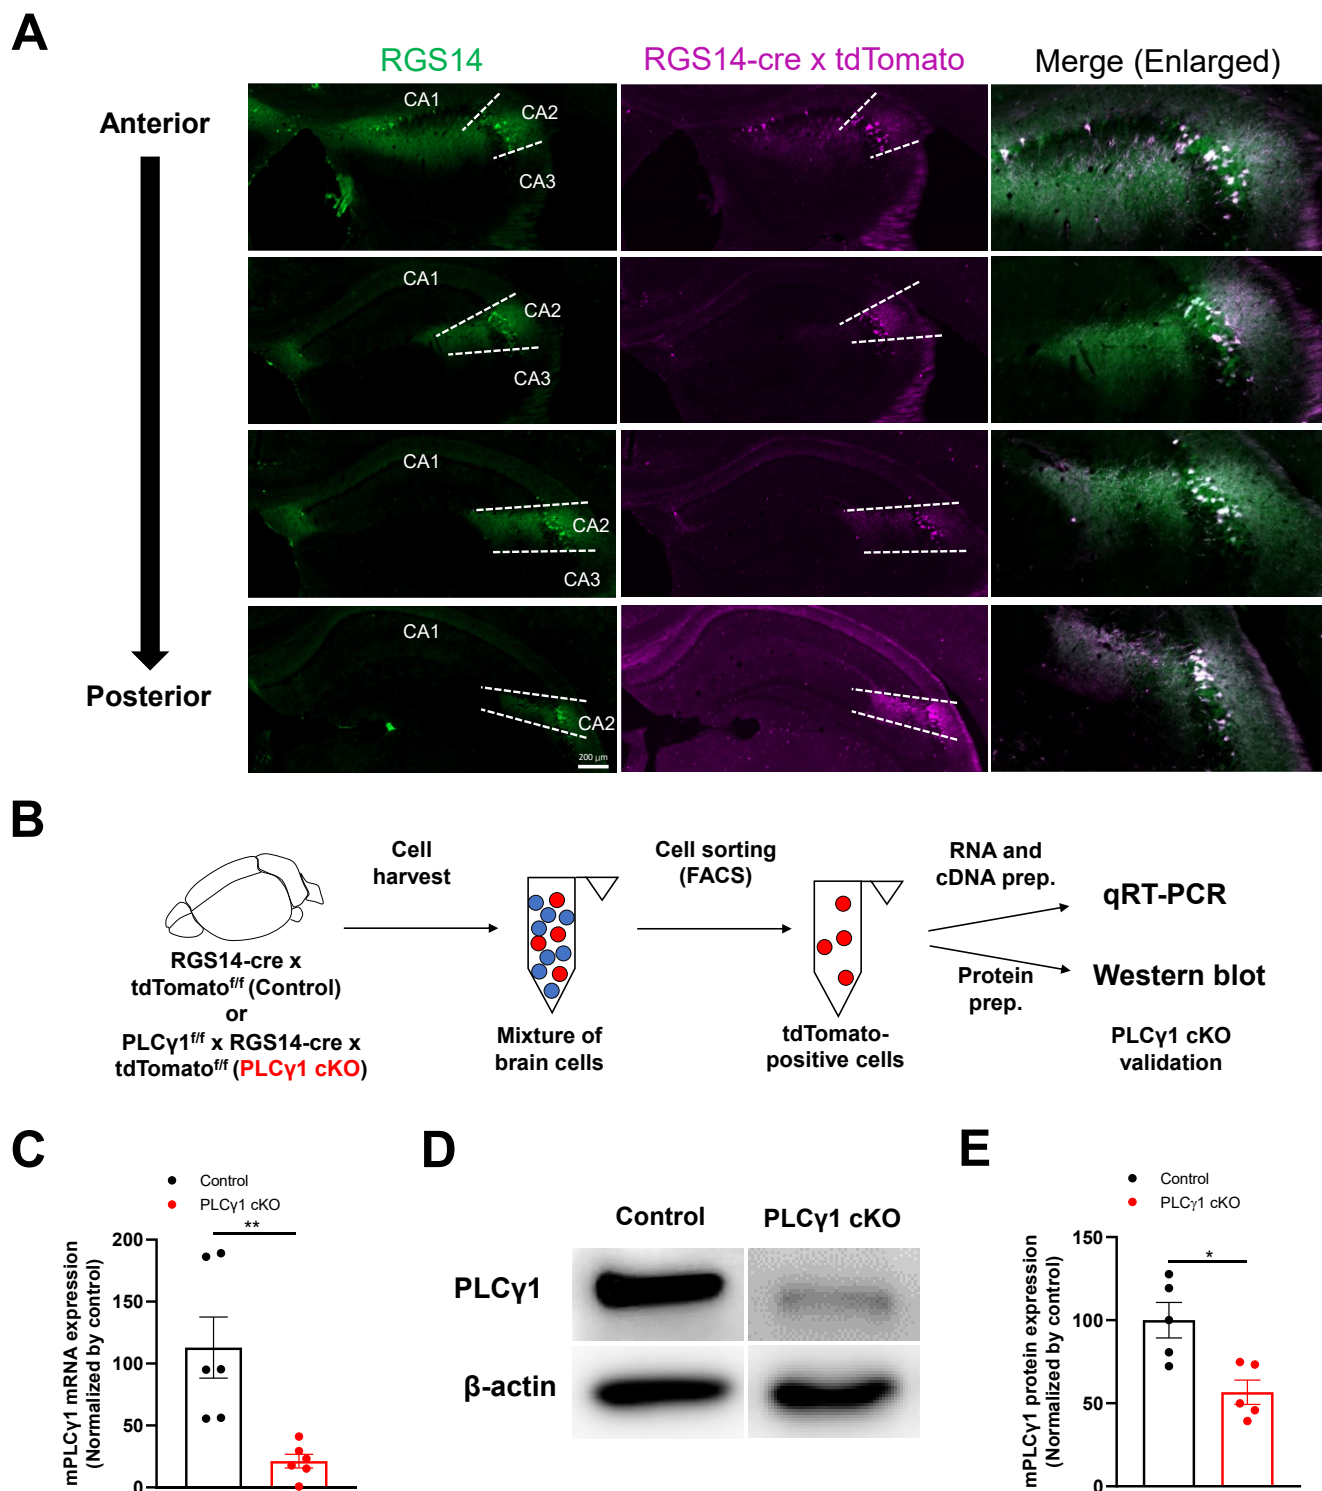 A
RGS14
RGS14-cre x tdTomato
Merge (Enlarged)
Anterior
Posterior
CA1
CA2
CA3
CA1
CA2
CA3
CA1
CA2
CA3
CA1
CA2
200 µm
B
Cell
harvest
Cell sorting
(FACS)
RNA and
cDNA prep.
qRT-PCR
Protein
prep.
Western blot
RGS14-cre x
tdTomato^f/f (Control)
or
PLCγ1^f/f x RGS14-cre x
tdTomato^f/f (PLCγ1 cKO)
Mixture of
brain cells
tdTomato-
positive cells
PLCγ1 cKO
validation
C
Control
PLCγ1 cKO
**
mPLCγ1 mRNA expression
(Normalized by control)
200
150
100
50
0
D
Control
PLCγ1 cKO
PLCγ1
β-actin
E
Control
PLCγ1 cKO
*
mPLCγ1 protein expression
(Normalized by control)
150
100
50
0